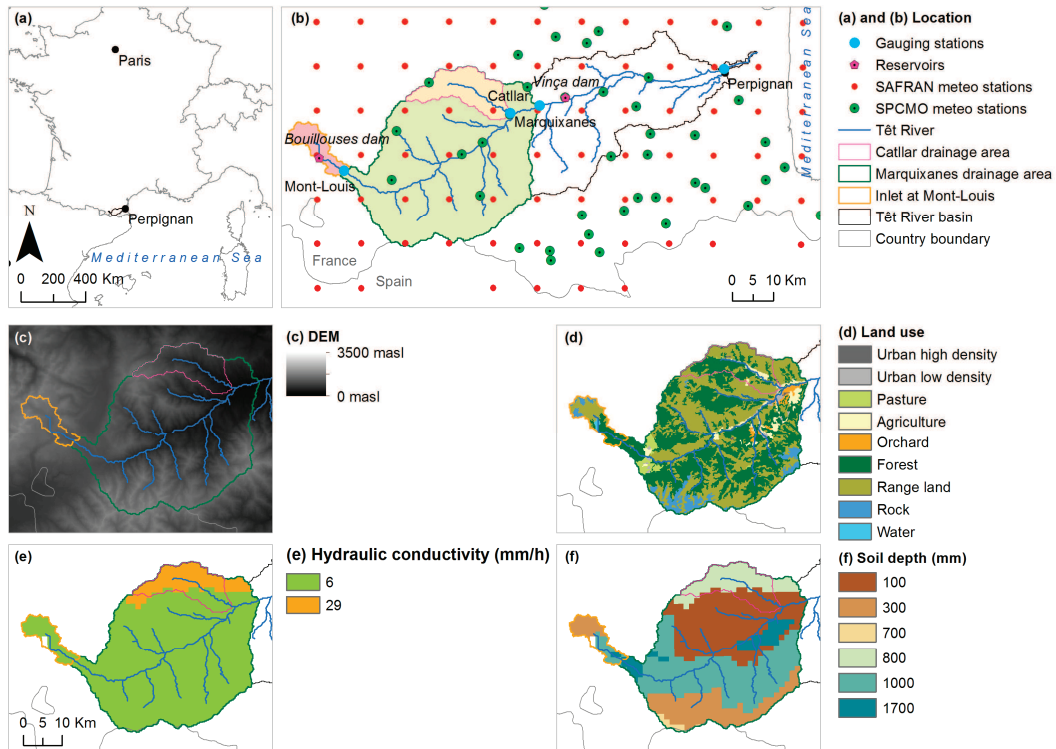 (a)
Paris
Perpignan
N
Mediterranean Sea
0 200 400 Km
(b)
Mediterranean Sea
Vinça dam
Perpignan
Catllar
Marquixanes
Bouillouses dam
Mont-Louis
France
Spain
0 5 10 Km
(a) and (b) Location
Gauging stations
Reservoirs
SAFRAN meteo stations
SPCMO meteo stations
Têt River
Catllar drainage area
Marquixanes drainage area
Inlet at Mont-Louis
Têt River basin
Country boundary
(c)
(c) DEM
3500 masl
0 masl
(d)
(d) Land use
Urban high density
Urban low density
Pasture
Agriculture
Orchard
Forest
Range land
Rock
Water
(e)
0 5 10 Km
(e) Hydraulic conductivity (mm/h)
6
29
(f)
(f) Soil depth (mm)
100
300
700
800
1000
1700